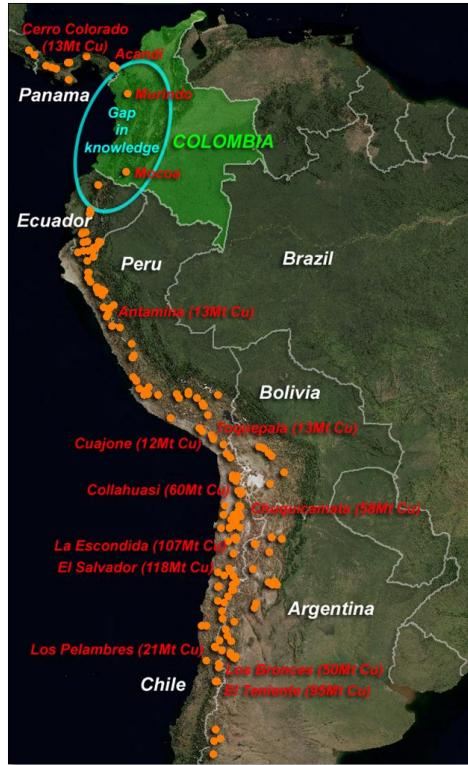 Cerro Colorado
(13Mt Cu)
Acandi
Panama
Murindo
Gap
in
knowledge
COLOMBIA
Mocoa
Ecuador
Peru
Brazil
Antamina (13Mt Cu)
Bolivia
Toquepala (13Mt Cu)
Cuajone (12Mt Cu)
Collahuasi (60Mt Cu)
Chuquicamata (58Mt Cu)
La Escondida (107Mt Cu)
El Salvador (118Mt Cu)
Argentina
Los Pelambres (21Mt Cu)
Los Bronces (50Mt Cu)
Chile
El Teniente (95Mt Cu)